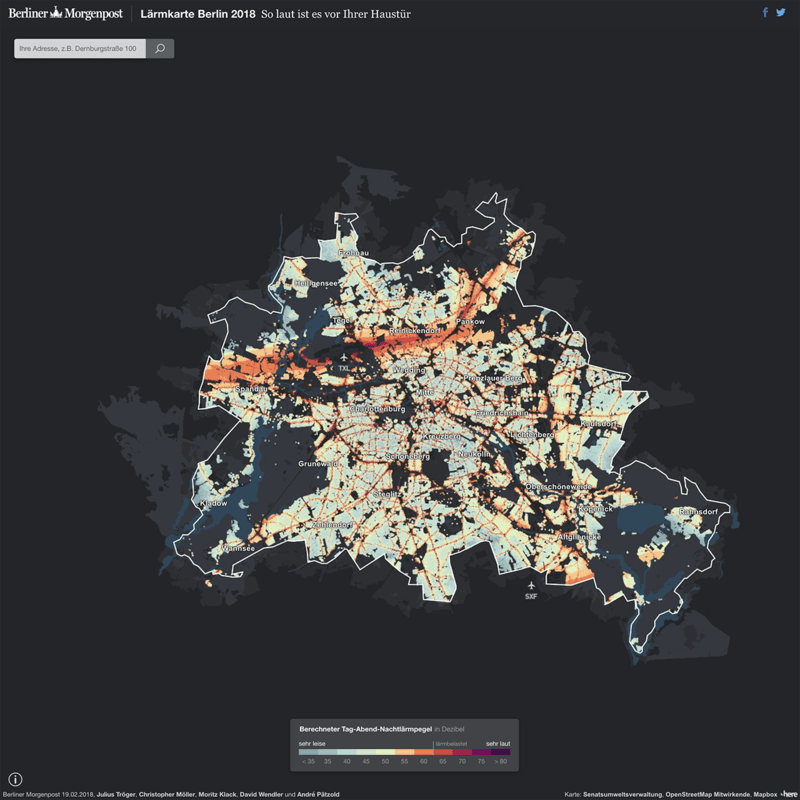 Berliner Morgenpost
Lärmkarte Berlin 2018 So laut ist es vor Ihrer Haustür
Ihre Adresse, z.B. Dernburgstraße 100
Frohnau
Heiligensee
Tegel
Reinickendorf
Pankow
TXL
Wedding
Prenzlauer Berg
Spandau
Mitte
Charlottenburg
Friedrichshain
Kaulsdorf
Kreuzberg
Lichtenberg
Schöneberg
Neukölln
Grunewald
Oberschöneweide
Steglitz
Kladow
Köpenick
Rahnsdorf
Zehlendorf
Altglienicke
Wannsee
SXF
Berechneter Tag-Abend-Nachtlärmpegel in Dezibel
sehr leise lärmbelastet sehr laut
< 35 35 40 45 50 55 60 65 70 75 > 80
Berliner Morgenpost 19.02.2018, Julius Tröger, Christopher Möller, Moritz Klack, David Wendler und André Pätzold
Karte: Senatsumweltsverwaltung, OpenStreetMap Mitwirkende, Mapbox here